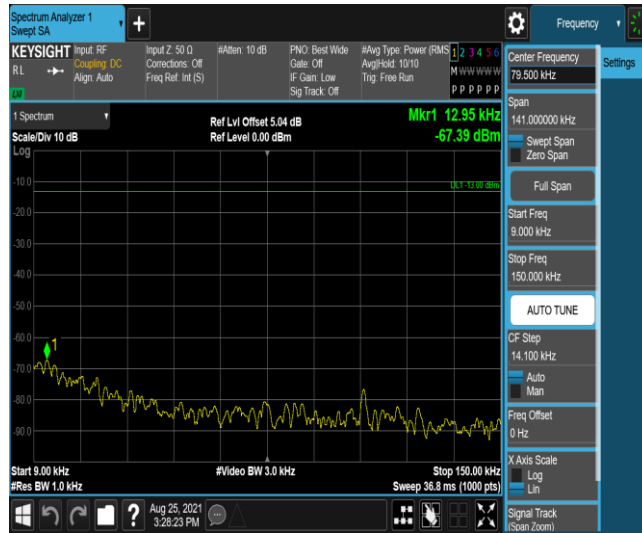 Spectrum Analyzer 1
Swept SA
+
Frequency
KEYSIGHT
R L
LXI
Input: RF
Coupling: DC
Align: Auto
Input Z: 50 Ω
Corrections: Off
Freq Ref: Int (S)
#Atten: 10 dB
PNO: Best Wide
Gate: Off
IF Gain: Low
Sig Track: Off
#Avg Type: Power (RMS
Avg|Hold: 10/10
Trig: Free Run
1 2 3 4 5 6
M W W W W W
P P P P P P
1 Spectrum
Scale/Div 10 dB
Log
Ref Lvl Offset 5.04 dB
Ref Level 0.00 dBm
Mkr1 12.95 kHz
-67.39 dBm
DL1 -13.00 dBm
-10.0
-20.0
-30.0
-40.0
-50.0
-60.0
-70.0
-80.0
-90.0
1
Start 9.00 kHz
#Res BW 1.0 kHz
#Video BW 3.0 kHz
Stop 150.00 kHz
Sweep 36.8 ms (1000 pts)
?
Aug 25, 2021
3:28:23 PM
Center Frequency
79.500 kHz
Settings
Span
141.000000 kHz
Swept Span
Zero Span
Full Span
Start Freq
9.000 kHz
Stop Freq
150.000 kHz
AUTO TUNE
CF Step
14.100 kHz
Auto
Man
Freq Offset
0 Hz
X Axis Scale
Log
Lin
Signal Track
(Span Zoom)